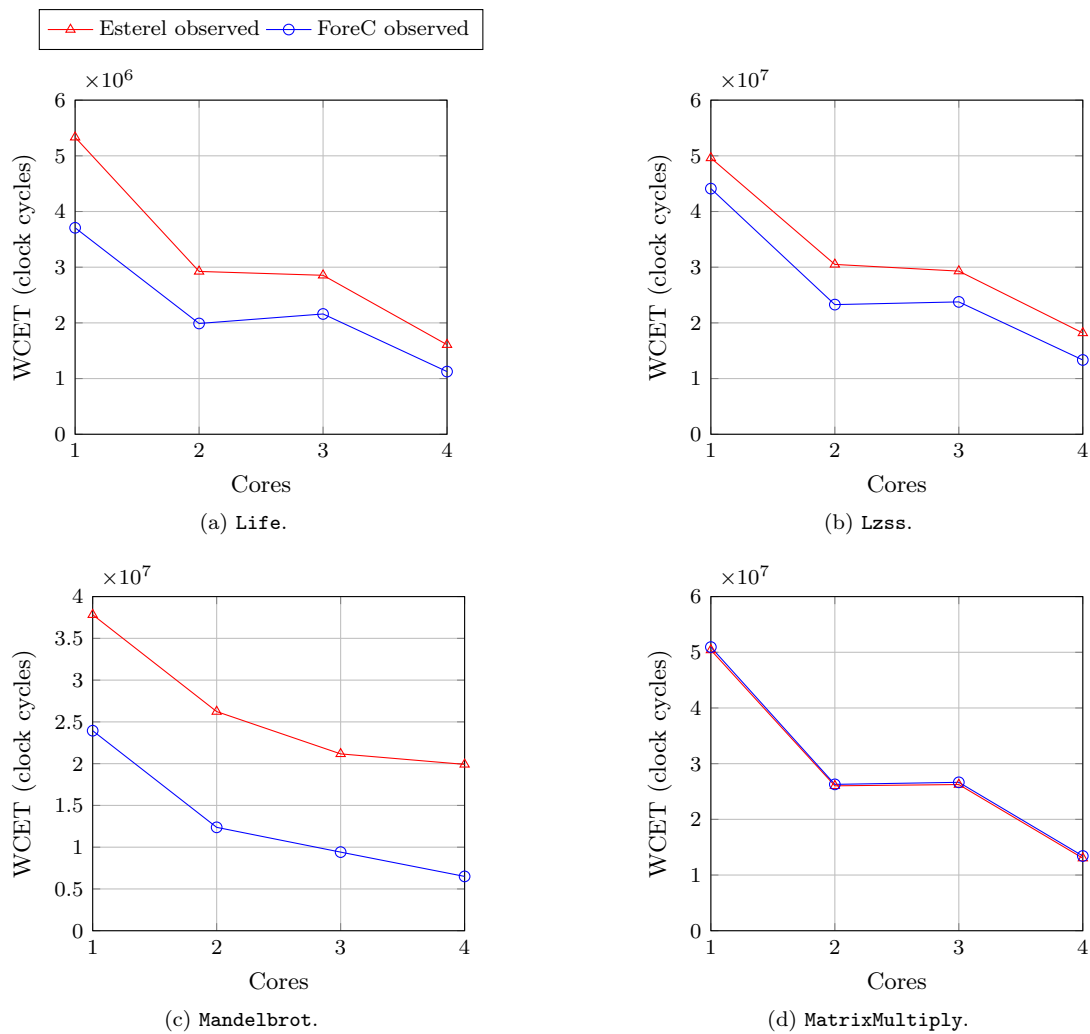 Esterel observed ForeC observed
×10^6
6
5
4
3
2
1
0
WCET (clock cycles)
1 2 3 4
Cores
(a) Life.
×10^7
6
5
4
3
2
1
0
WCET (clock cycles)
1 2 3 4
Cores
(b) Lzss.
×10^7
4
3.5
3
2.5
2
1.5
1
0.5
0
WCET (clock cycles)
1 2 3 4
Cores
(c) Mandelbrot.
×10^7
6
5
4
3
2
1
0
WCET (clock cycles)
1 2 3 4
Cores
(d) MatrixMultiply.